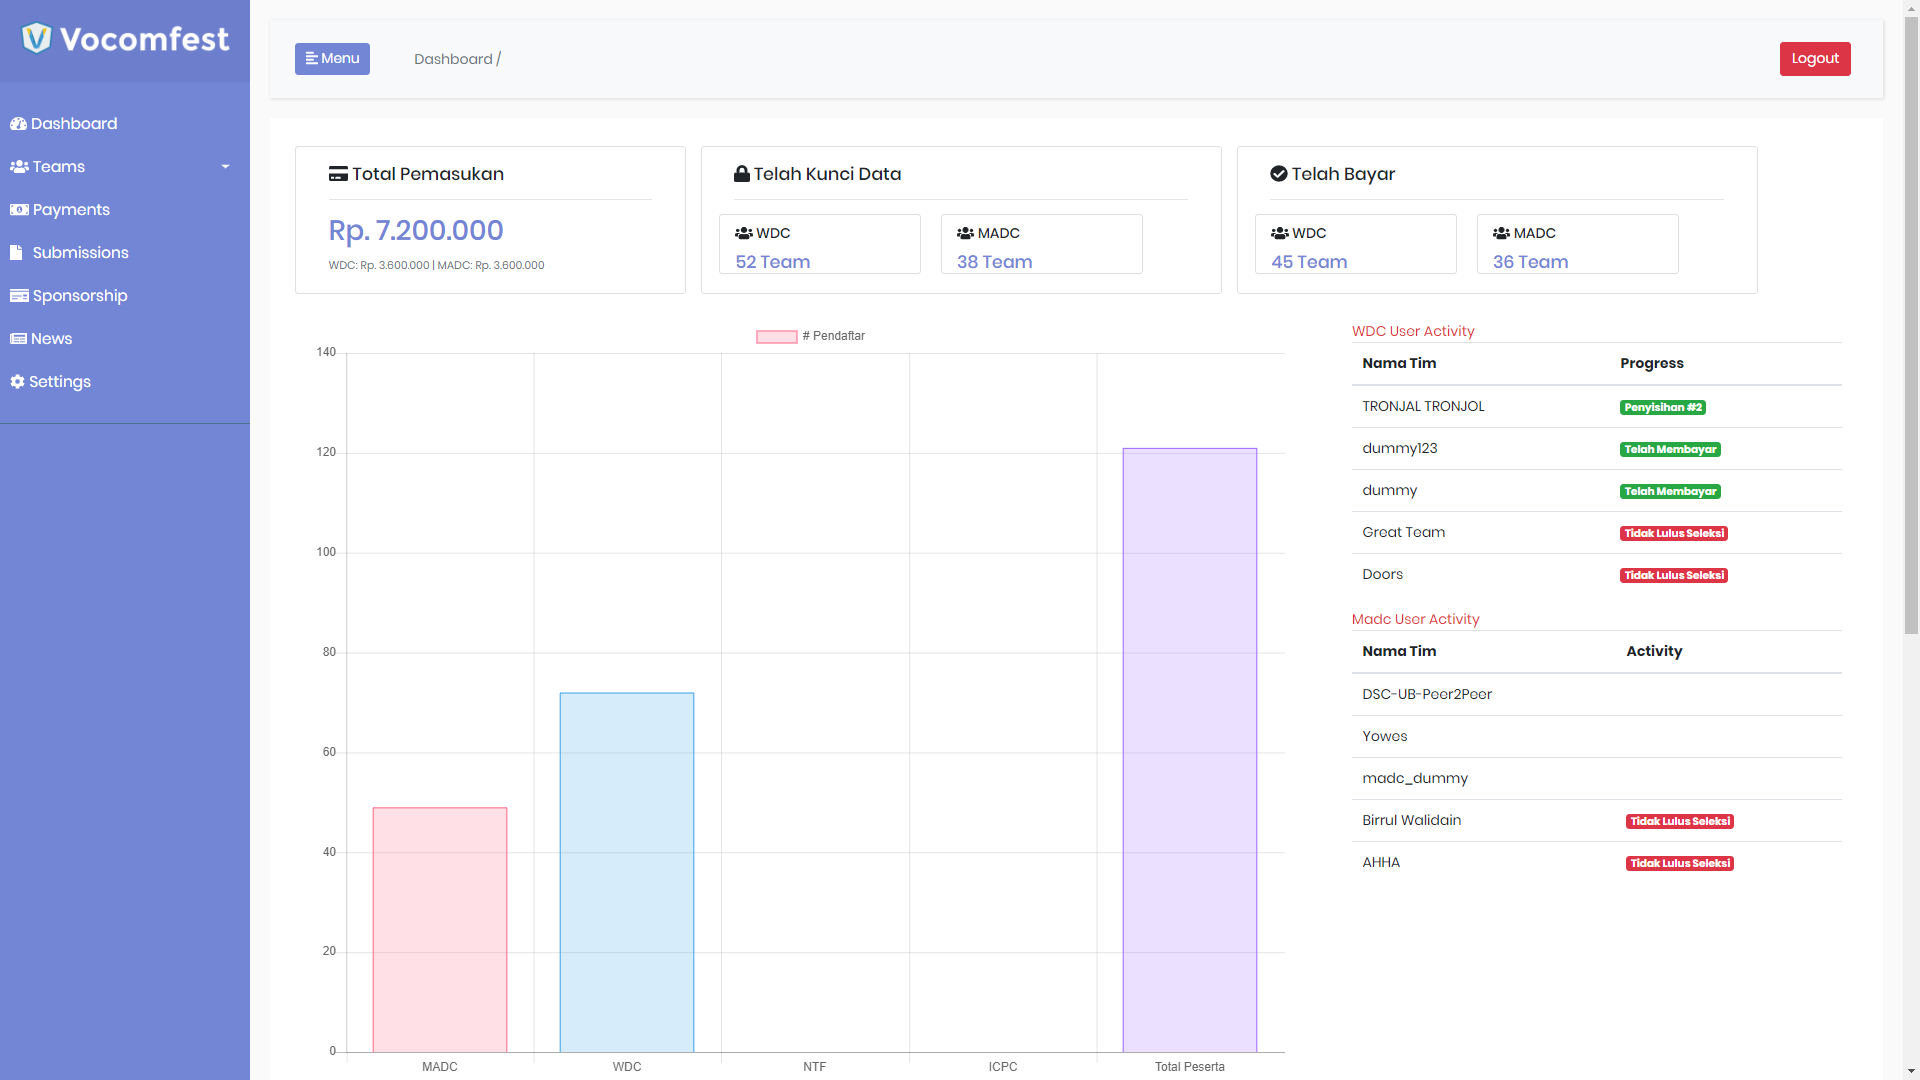 Vocomfest
Menu
Dashboard /
Logout
Dashboard
Teams
Payments
Submissions
Sponsorship
News
Settings
Total Pemasukan
Rp. 7.200.000
WDC: Rp. 3.600.000 | MADC: Rp. 3.600.000
Telah Kunci Data
WDC
52 Team
MADC
38 Team
Telah Bayar
WDC
45 Team
MADC
36 Team
# Pendaftar
140
120
100
80
60
40
20
0
MADC
WDC
NTF
ICPC
Total Peserta
WDC User Activity
Nama Tim Progress
TRONJAL TRONJOL Penyisihan #2
dummy123 Telah Membayar
dummy Telah Membayar
Great Team Tidak Lulus Seleksi
Doors Tidak Lulus Seleksi
Madc User Activity
Nama Tim Activity
DSC-UB-Peer2Peer
Yowes
madc_dummy
Birrul Walidain Tidak Lulus Seleksi
AHHA Tidak Lulus Seleksi